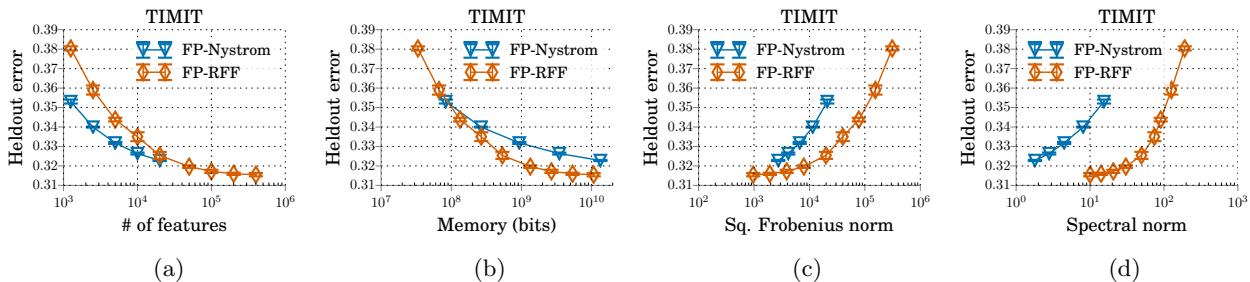 TIMIT
Heldout error
0.39
0.38
0.37
0.36
0.35
0.34
0.33
0.32
0.31
FP-Nystrom
FP-RFF
10^3 10^4 10^5 10^6
# of features
(a)
TIMIT
Heldout error
0.39
0.38
0.37
0.36
0.35
0.34
0.33
0.32
0.31
FP-Nystrom
FP-RFF
10^7 10^8 10^9 10^10
Memory (bits)
(b)
TIMIT
Heldout error
0.39
0.38
0.37
0.36
0.35
0.34
0.33
0.32
0.31
FP-Nystrom
FP-RFF
10^2 10^3 10^4 10^5 10^6
Sq. Frobenius norm
(c)
TIMIT
Heldout error
0.39
0.38
0.37
0.36
0.35
0.34
0.33
0.32
0.31
FP-Nystrom
FP-RFF
10^0 10^1 10^2 10^3
Spectral norm
(d)